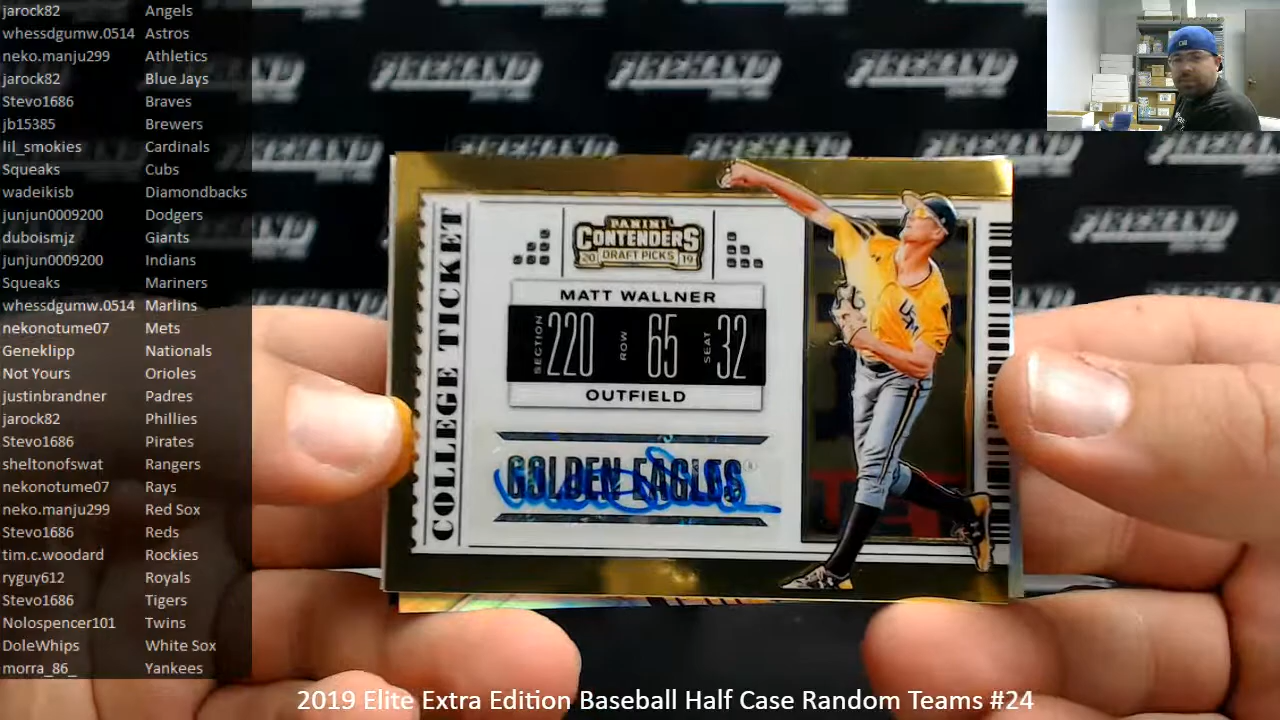 jarock82 Angels
whessdgumw.0514 Astros
neko.manju299 Athletics
jarock82 Blue Jays
Stevo1686 Braves
jb15385 Brewers
lil_smokies Cardinals
Squeaks Cubs
wadeikisb Diamondbacks
junjun0009200 Dodgers
duboismjz Giants
junjun0009200 Indians
Squeaks Mariners
whessdgumw.0514 Marlins
nekonotume07 Mets
Geneklipp Nationals
Not Yours Orioles
justinbrandner Padres
jarock82 Phillies
Stevo1686 Pirates
sheltonofswat Rangers
nekonotume07 Rays
neko.manju299 Red Sox
Stevo1686 Reds
tim.c.woodard Rockies
ryguy612 Royals
Stevo1686 Tigers
Nolospencer101 Twins
DoleWhips White Sox
morra_86_ Yankees
FIREHAND
FIREHAND
FIREHAND
FIREHAND
COLLEGE TICKET
PANINI
CONTENDERS
20 DRAFT PICKS 19
MATT WALLNER
SECTION 220 ROW 65 SEAT 32
OUTFIELD
GOLDEN EAGLES
USM
2019 Elite Extra Edition Baseball Half Case Random Teams #24